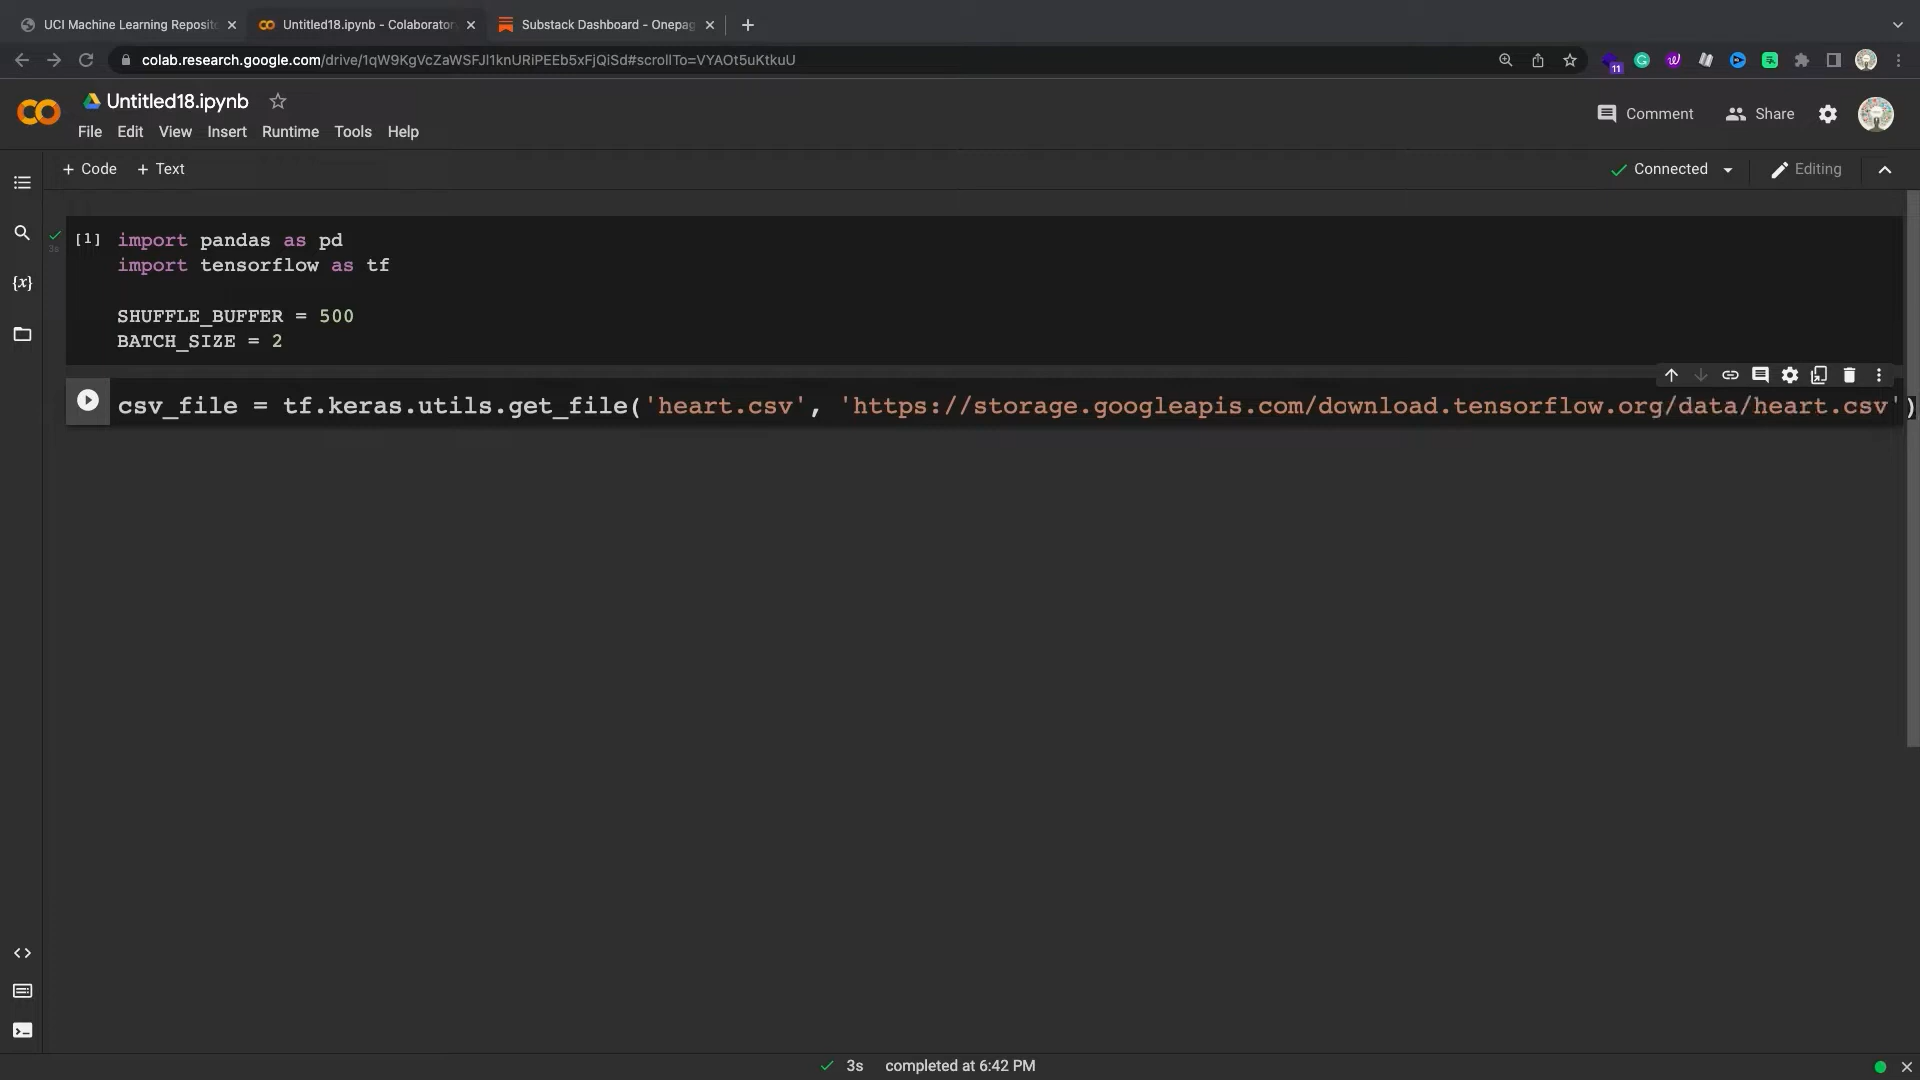 UCI Machine Learning Reposit
Untitled18.ipynb - Colaborator
Substack Dashboard - Onepag
colab.research.google.com/drive/1qW9KgVcZaWSFJl1knURiPEEb5xFjQiSd#scrollTo=VYAOt5uKtkuU
11
Untitled18.ipynb
File Edit View Insert Runtime Tools Help
Comment
Share
+ Code + Text
Connected
Editing
[1] import pandas as pd
3s
import tensorflow as tf
SHUFFLE_BUFFER = 500
BATCH_SIZE = 2
{x}
csv_file = tf.keras.utils.get_file('heart.csv', 'https://storage.googleapis.com/download.tensorflow.org/data/heart.csv')
3s completed at 6:42 PM